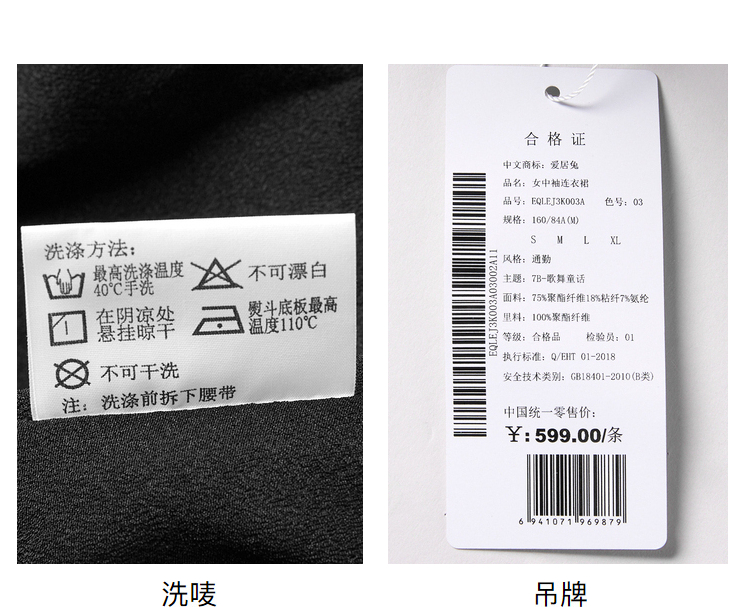 洗涤方法:
最高洗涤温度
40℃手洗
不可漂白
在阴凉处
悬挂晾干
熨斗底板最高
温度110℃
不可干洗
注: 洗涤前拆下腰带
洗唛
合格证
中文商标: 爱居兔
品名: 女中袖连衣裙
品号: EQLEJ3K003A 色号: 03
规格: 160/84A(M)
S M L XL
风格: 通勤
主题: 7B-歌舞童话
面料: 75%聚酯纤维18%粘纤7%氨纶
里料: 100%聚酯纤维
等级: 合格品 检验员: 01
执行标准: Q/EHT 01-2018
安全技术类别: GB18401-2010(B类)
中国统一零售价:
¥: 599.00/条
EQLEJ3K003A03002A11
6 941071 969879
吊牌